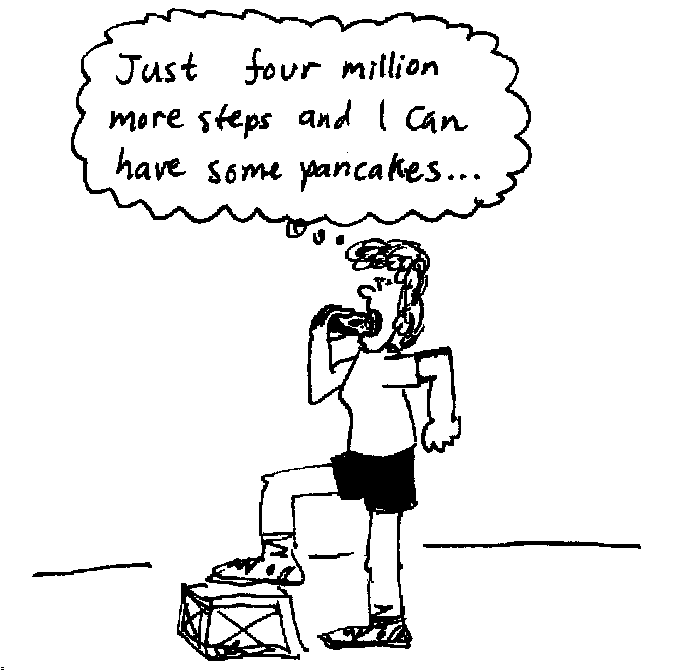 Just four million
more steps and I can
have some pancakes...